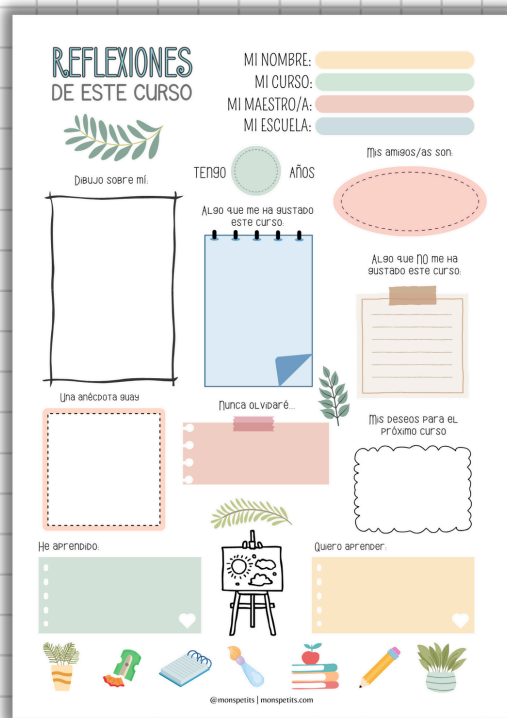 REFLEXIONES
DE ESTE CURSO
MI NOMBRE:
MI CURSO:
MI MAESTRO/A:
MI ESCUELA:
TENGO AÑOS
Mis amigos/as son:
Dibujo sobre mí:
Algo que me ha gustado
este curso:
Algo que NO me ha
gustado este curso:
Una anécdota guay
Nunca olvidaré...
Mis deseos para el
próximo curso
He aprendido:
Quiero aprender:
@monspetits | monspetits.com